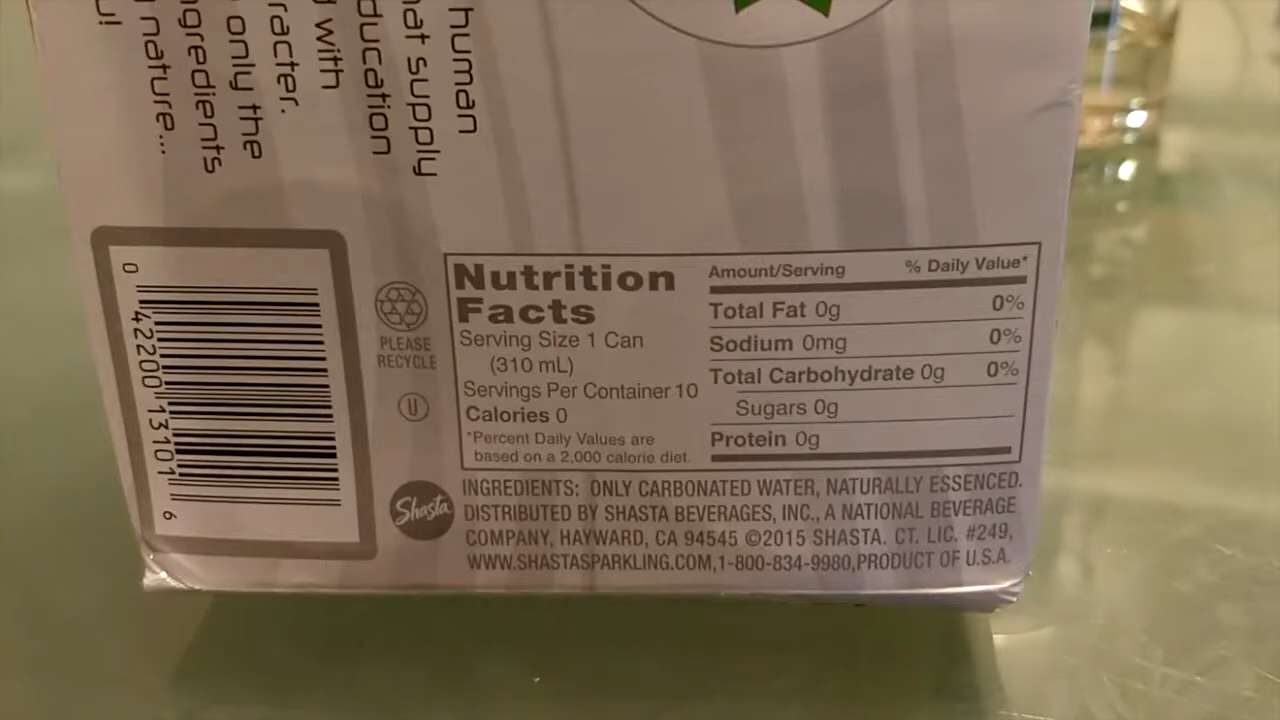 human
hat supply
ducation
with
racter.
only the
ngredients
nature...
u!
0
42200 13101
6
PLEASE
RECYCLE
U
Nutrition
Facts
Serving Size 1 Can
(310 mL)
Servings Per Container 10
Calories 0
*Percent Daily Values are
based on a 2,000 calorie diet.
Amount/Serving % Daily Value*
Total Fat 0g 0%
Sodium 0mg 0%
Total Carbohydrate 0g 0%
Sugars 0g
Protein 0g
Shasta
INGREDIENTS: ONLY CARBONATED WATER, NATURALLY ESSENCED.
DISTRIBUTED BY SHASTA BEVERAGES, INC., A NATIONAL BEVERAGE
COMPANY, HAYWARD, CA 94545 ©2015 SHASTA. CT. LIC. #249,
WWW.SHASTASPARKLING.COM,1-800-834-9980,PRODUCT OF U.S.A.